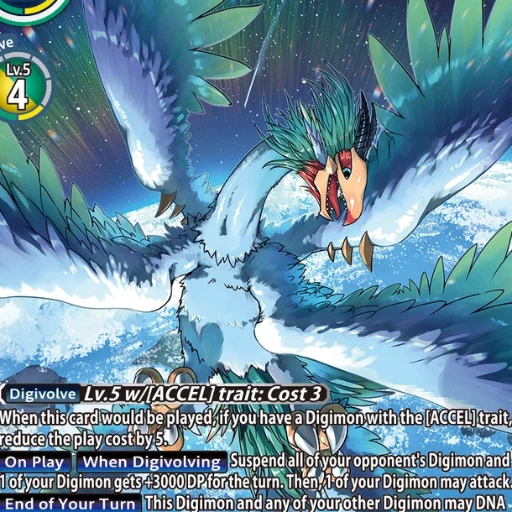 ve
Lv.5
4
Digivolve Lv.5 w/[ACCEL] trait: Cost 3
When this card would be played, if you have a Digimon with the [ACCEL] trait,
reduce the play cost by 5.
On Play When Digivolving Suspend all of your opponent's Digimon and
1 of your Digimon gets +3000 DP for the turn. Then, 1 of your Digimon may attack.
End of Your Turn This Digimon and any of your other Digimon may DNA